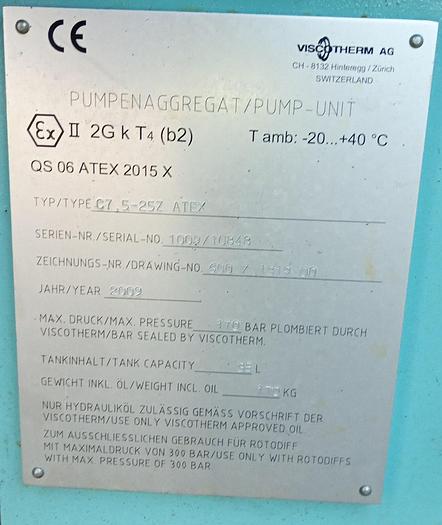 CE
VISCOTHERM AG
CH - 8132 Hinteregg / Zürich
SWITZERLAND
PUMPENAGGREGAT/PUMP-UNIT
Ex II 2G k T4 (b2) T amb: -20...+40 °C
QS 06 ATEX 2015 X
TYP/TYPE C7,5-25Z ATEX
SERIEN-NR./SERIAL-NO. 1009/10848
ZEICHNUNGS-NR./DRAWING-NO.
JAHR/YEAR 2009
MAX. DRUCK/MAX. PRESSURE 170 BAR PLOMBIERT DURCH
VISCOTHERM/BAR SEALED BY VISCOTHERM.
TANKINHALT/TANK CAPACITY L
GEWICHT INKL. ÖL/WEIGHT INCL. OIL KG
NUR HYDRAULIKÖL ZULÄSSIG GEMÄSS VORSCHRIFT DER
VISCOTHERM/USE ONLY VISCOTHERM APPROVED OIL
ZUM AUSSCHLIESSLICHEN GEBRAUCH FÜR ROTODIFF
MIT MAXIMALDRUCK VON 300 BAR/USE ONLY WITH ROTODIFFS
WITH MAX. PRESSURE OF 300 BAR